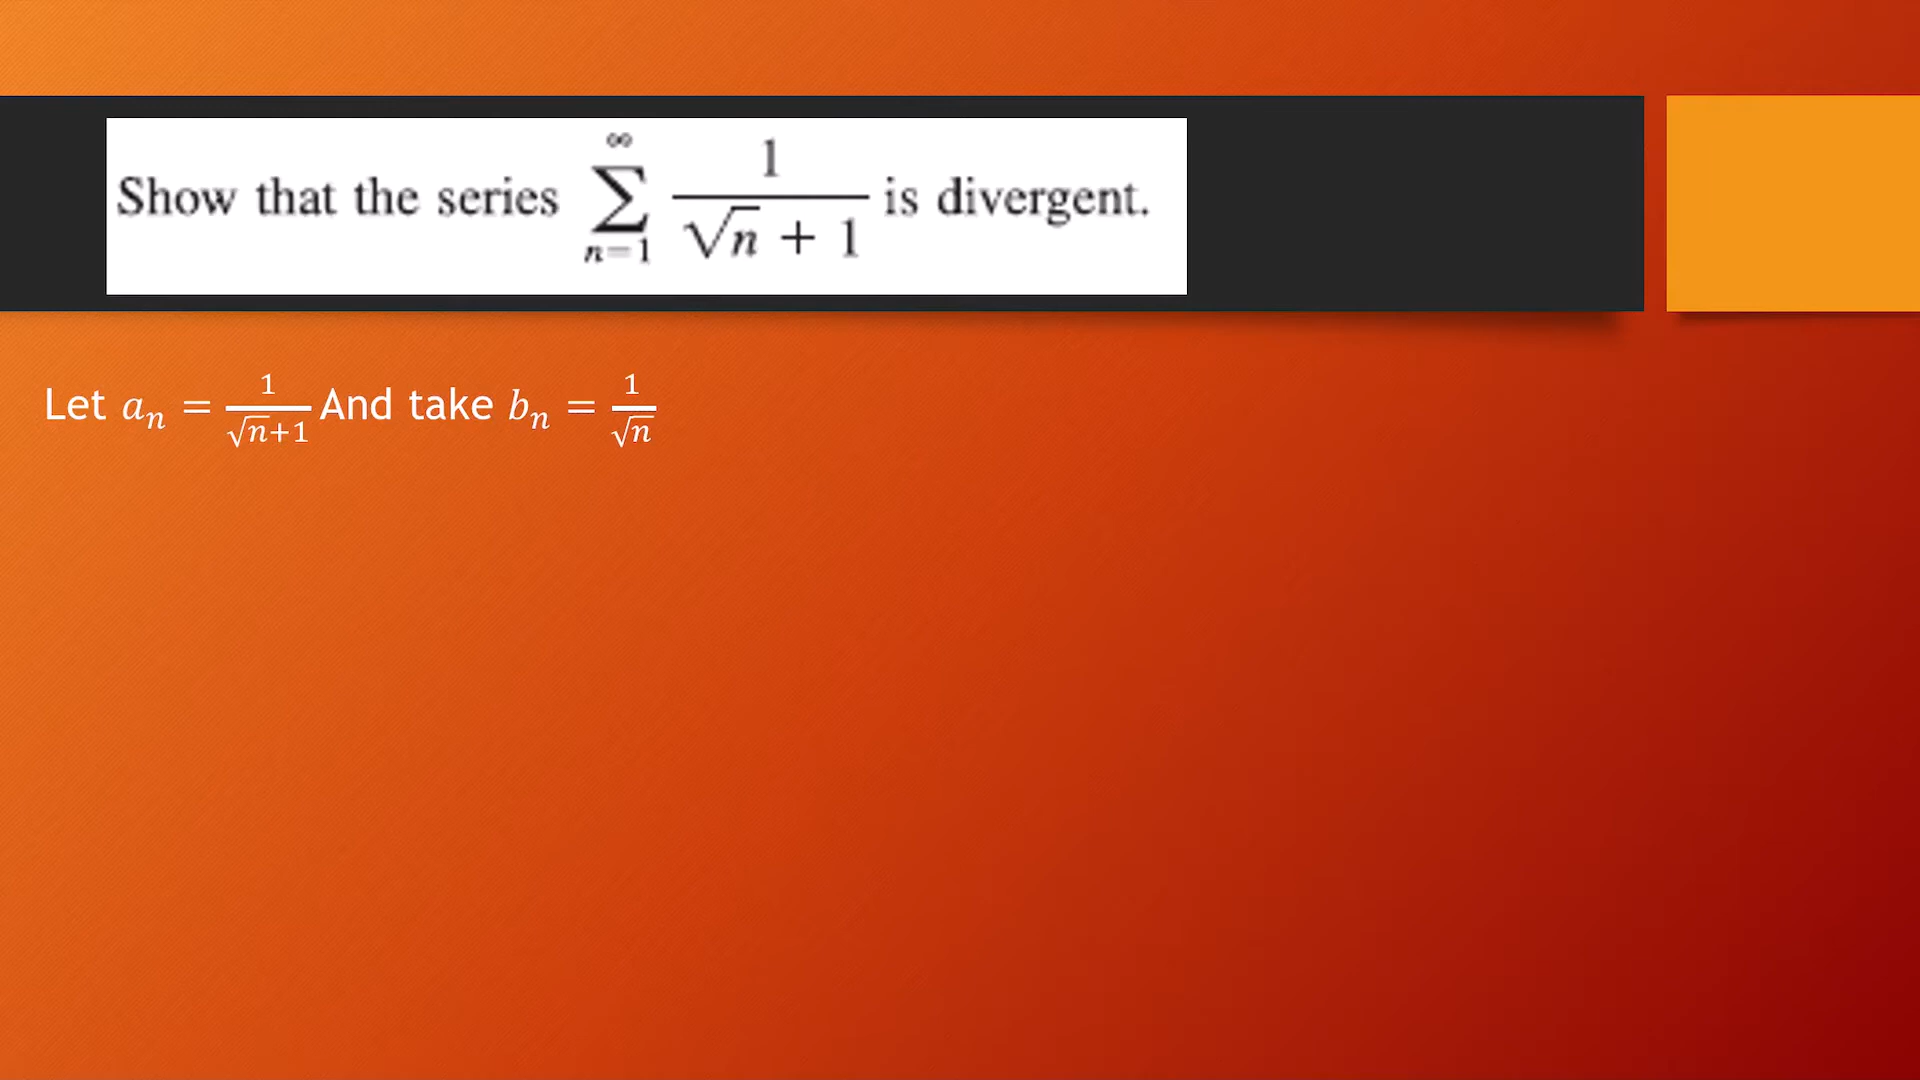 Show that the series $\sum_{n=1}^{\infty} \frac{1}{\sqrt{n}+1}$ is divergent.
Let $a_n = \frac{1}{\sqrt{n}+1}$ And take $b_n = \frac{1}{\sqrt{n}}$